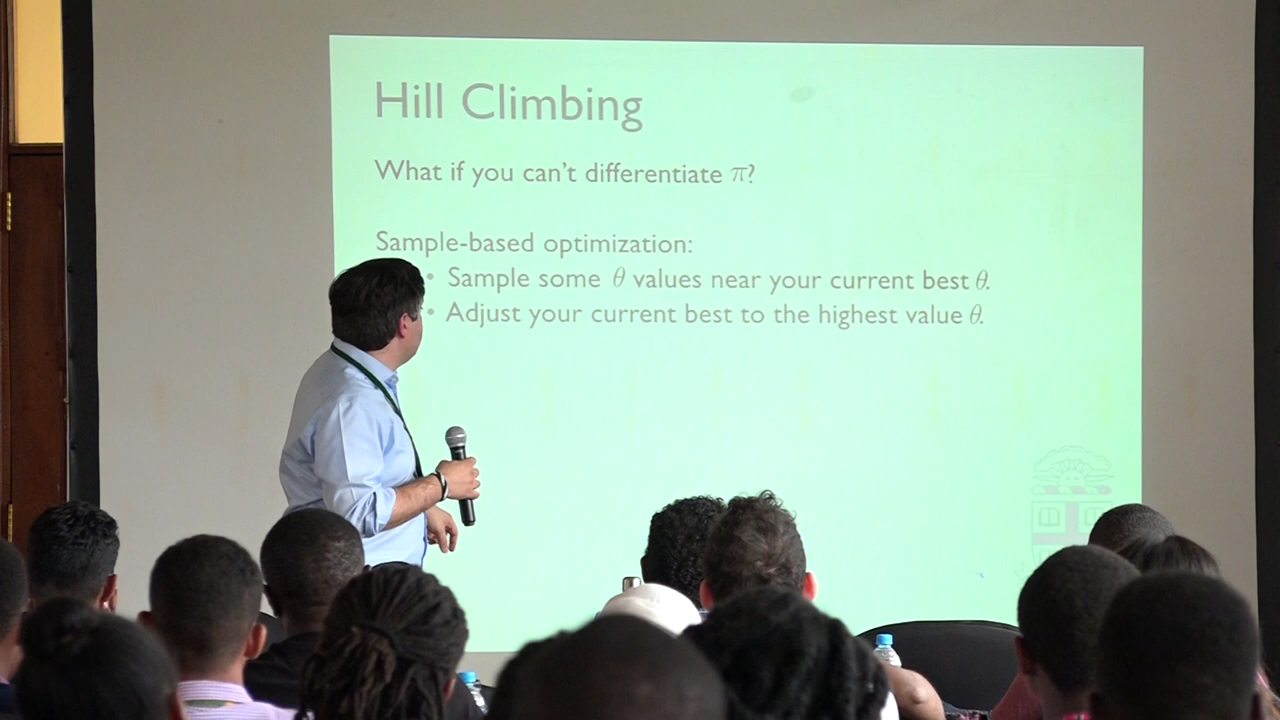 Hill Climbing
What if you can't differentiate π?
Sample-based optimization:
• Sample some θ values near your current best θ.
• Adjust your current best to the highest value θ.